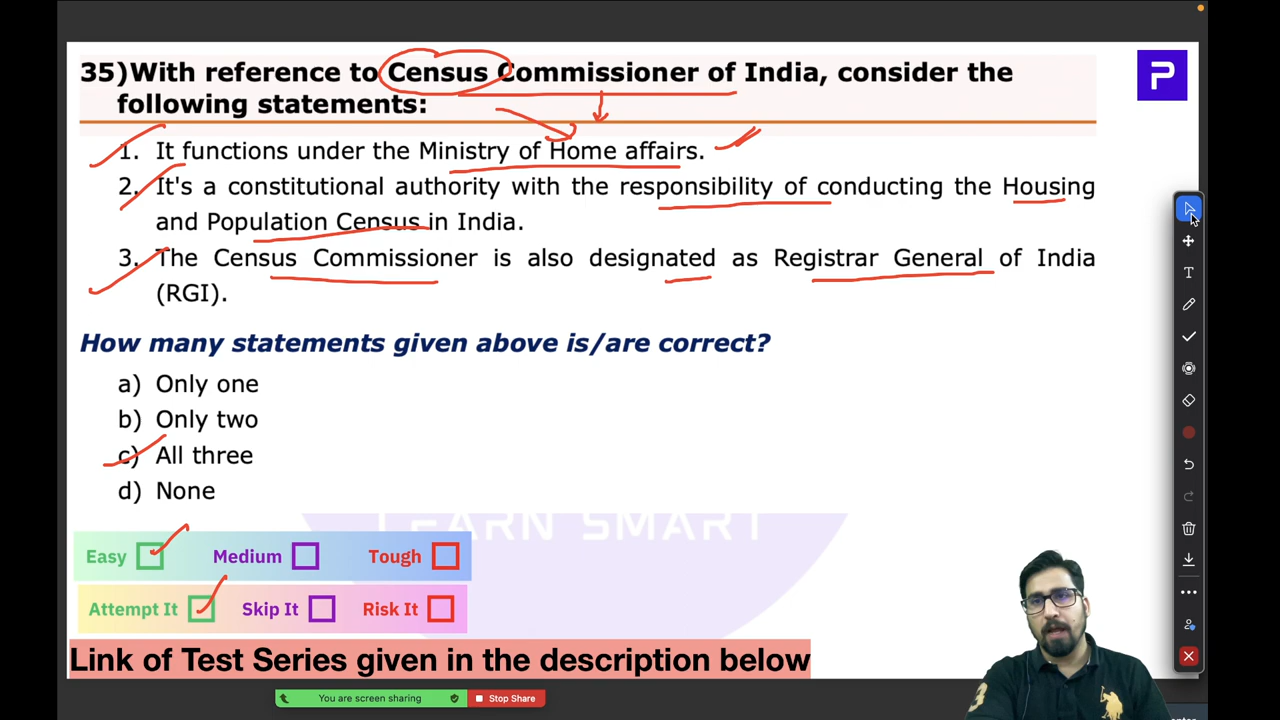 35)With reference to Census Commissioner of India, consider the
following statements:
P
1. It functions under the Ministry of Home affairs.
2. It's a constitutional authority with the responsibility of conducting the Housing
and Population Census in India.
3. The Census Commissioner is also designated as Registrar General of India
(RGI).
How many statements given above is/are correct?
a) Only one
b) Only two
c) All three
d) None
LEARN SMART
Easy Medium Tough
Attempt It Skip It Risk It
Link of Test Series given in the description below
You are screen sharing Stop Share
T
3